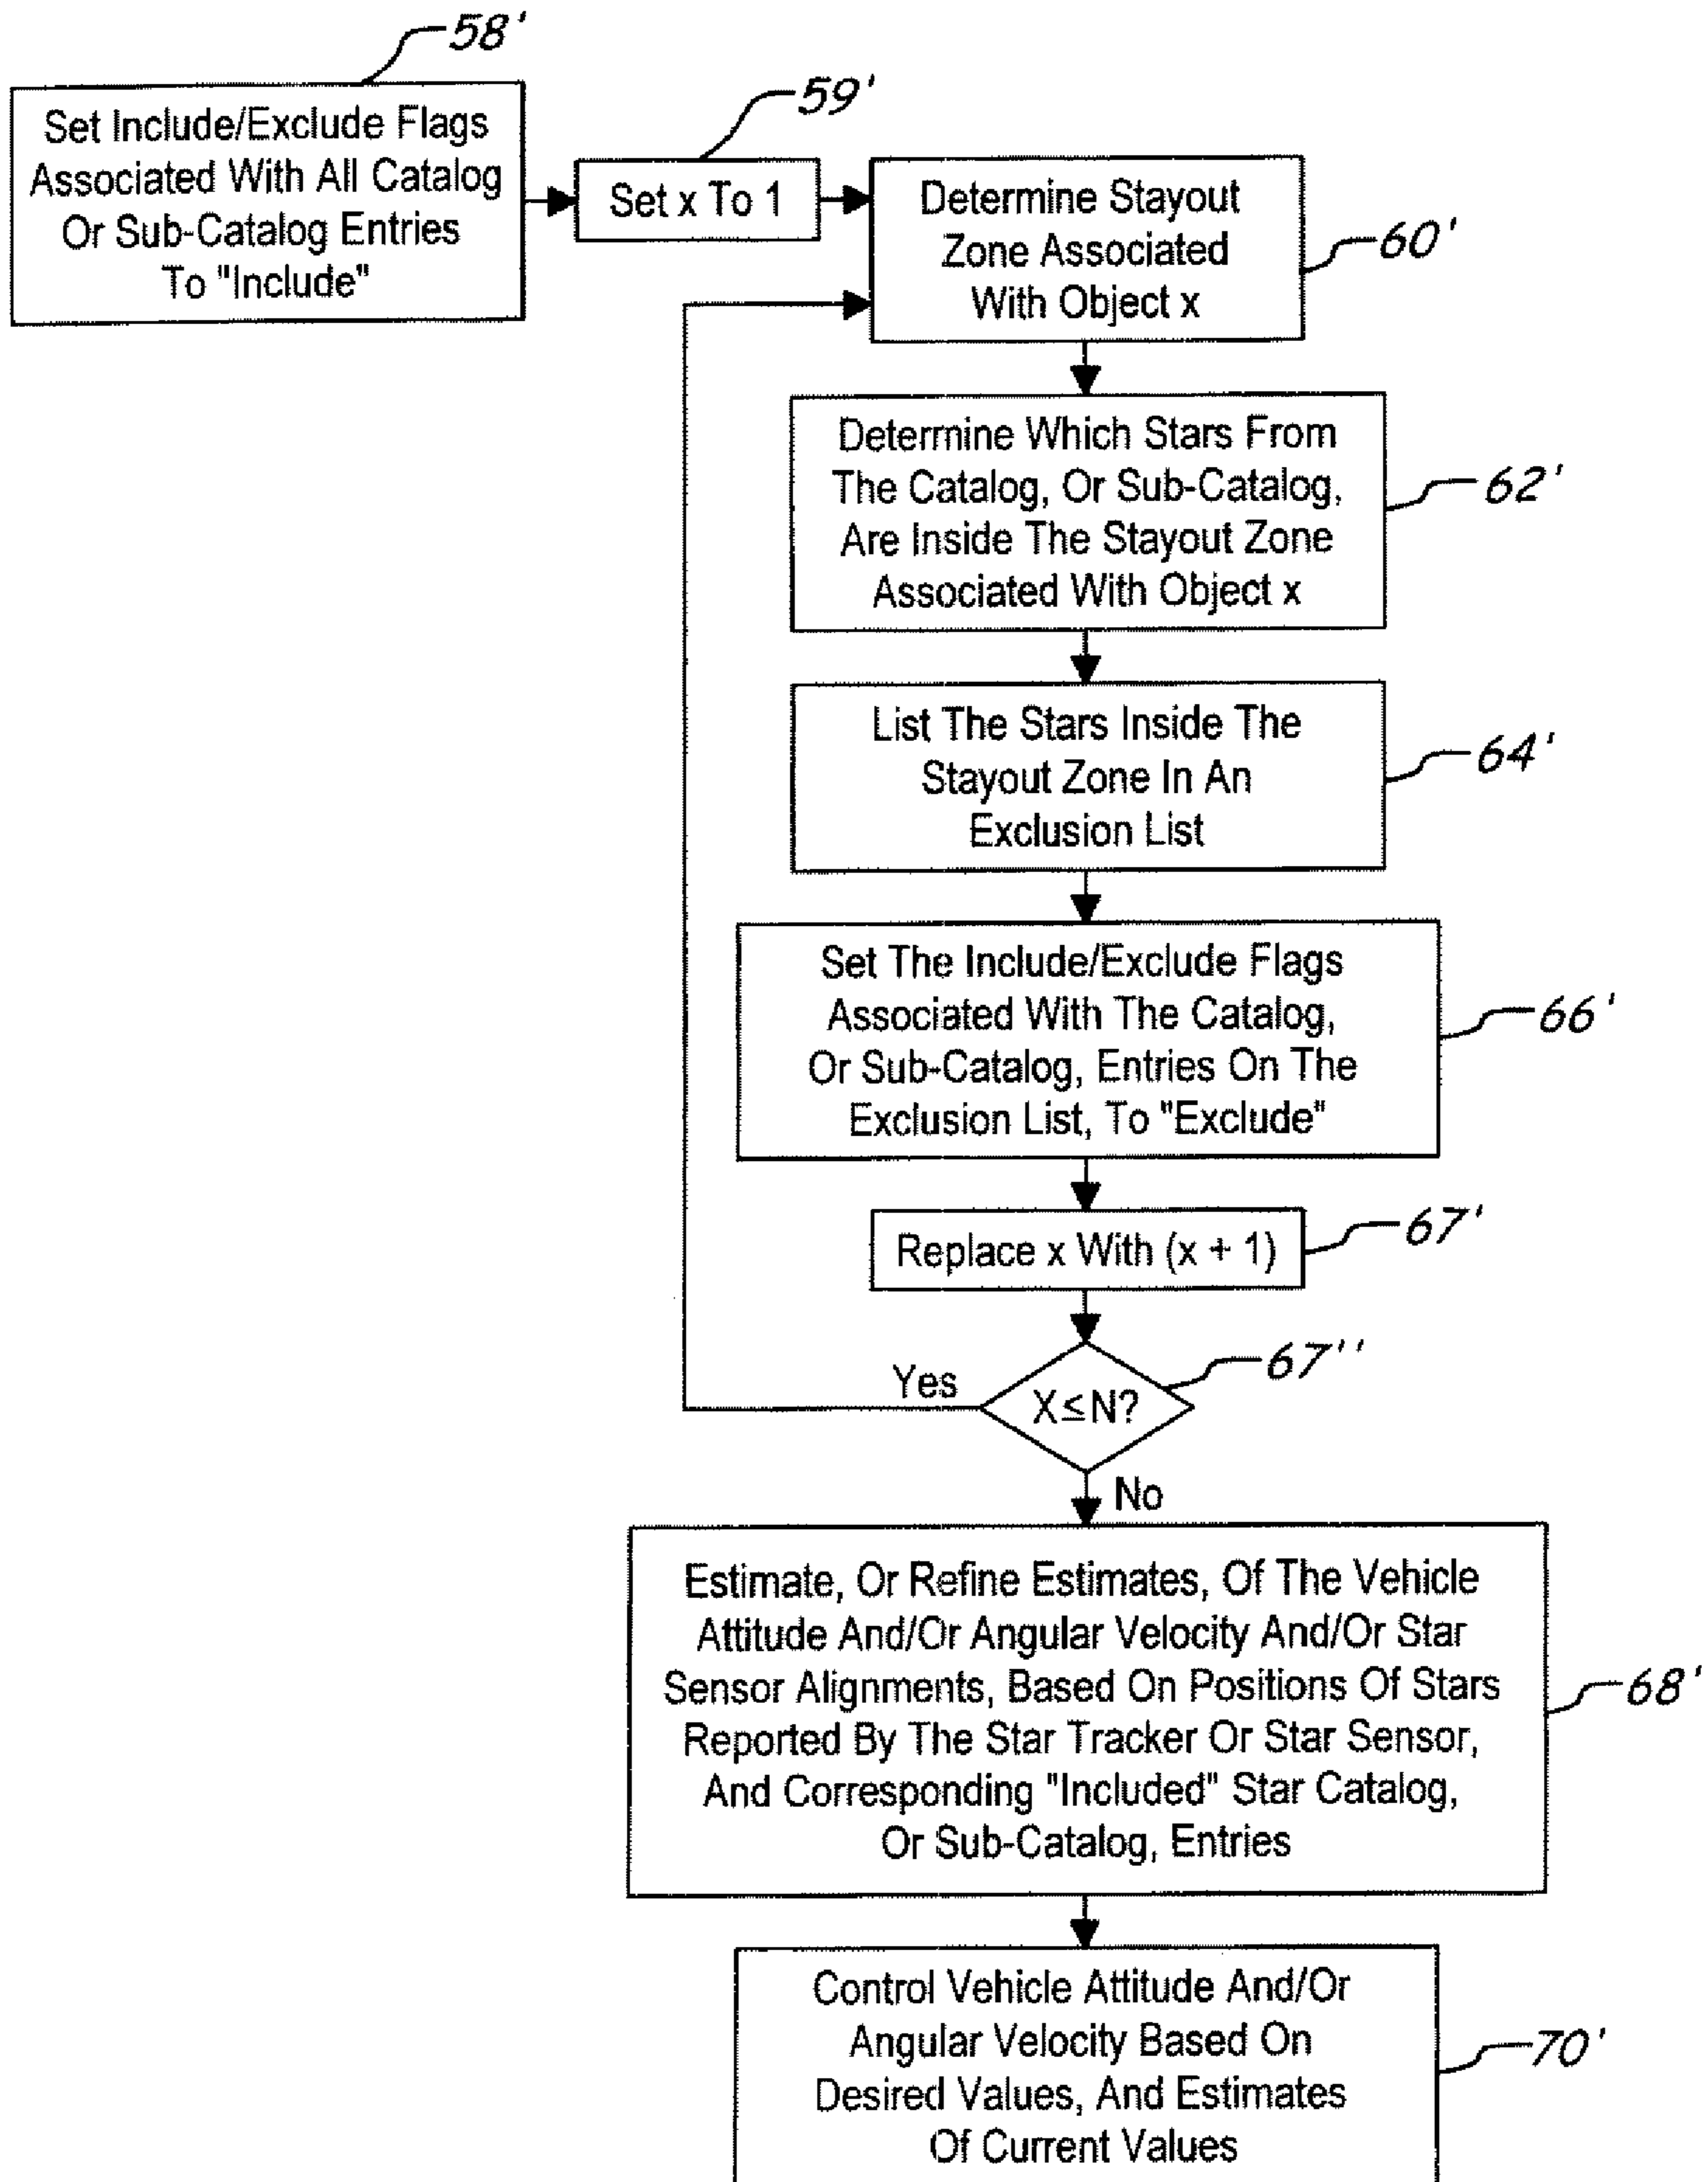 58'
Set Include/Exclude Flags
Associated With All Catalog
Or Sub-Catalog Entries
To "Include"
59'
Set x To 1
Determine Stayout
Zone Associated
With Object x
60'
Determine Which Stars From
The Catalog, Or Sub-Catalog,
Are Inside The Stayout Zone
Associated With Object x
62'
List The Stars Inside The
Stayout Zone In An
Exclusion List
64'
Set The Include/Exclude Flags
Associated With The Catalog,
Or Sub-Catalog, Entries On The
Exclusion List, To "Exclude"
66'
Replace x With (x + 1)
67'
X≤N?
67''
Yes
No
Estimate, Or Refine Estimates, Of The Vehicle
Attitude And/Or Angular Velocity And/Or Star
Sensor Alignments, Based On Positions Of Stars
Reported By The Star Tracker Or Star Sensor,
And Corresponding "Included" Star Catalog,
Or Sub-Catalog, Entries
68'
Control Vehicle Attitude And/Or
Angular Velocity Based On
Desired Values, And Estimates
Of Current Values
70'